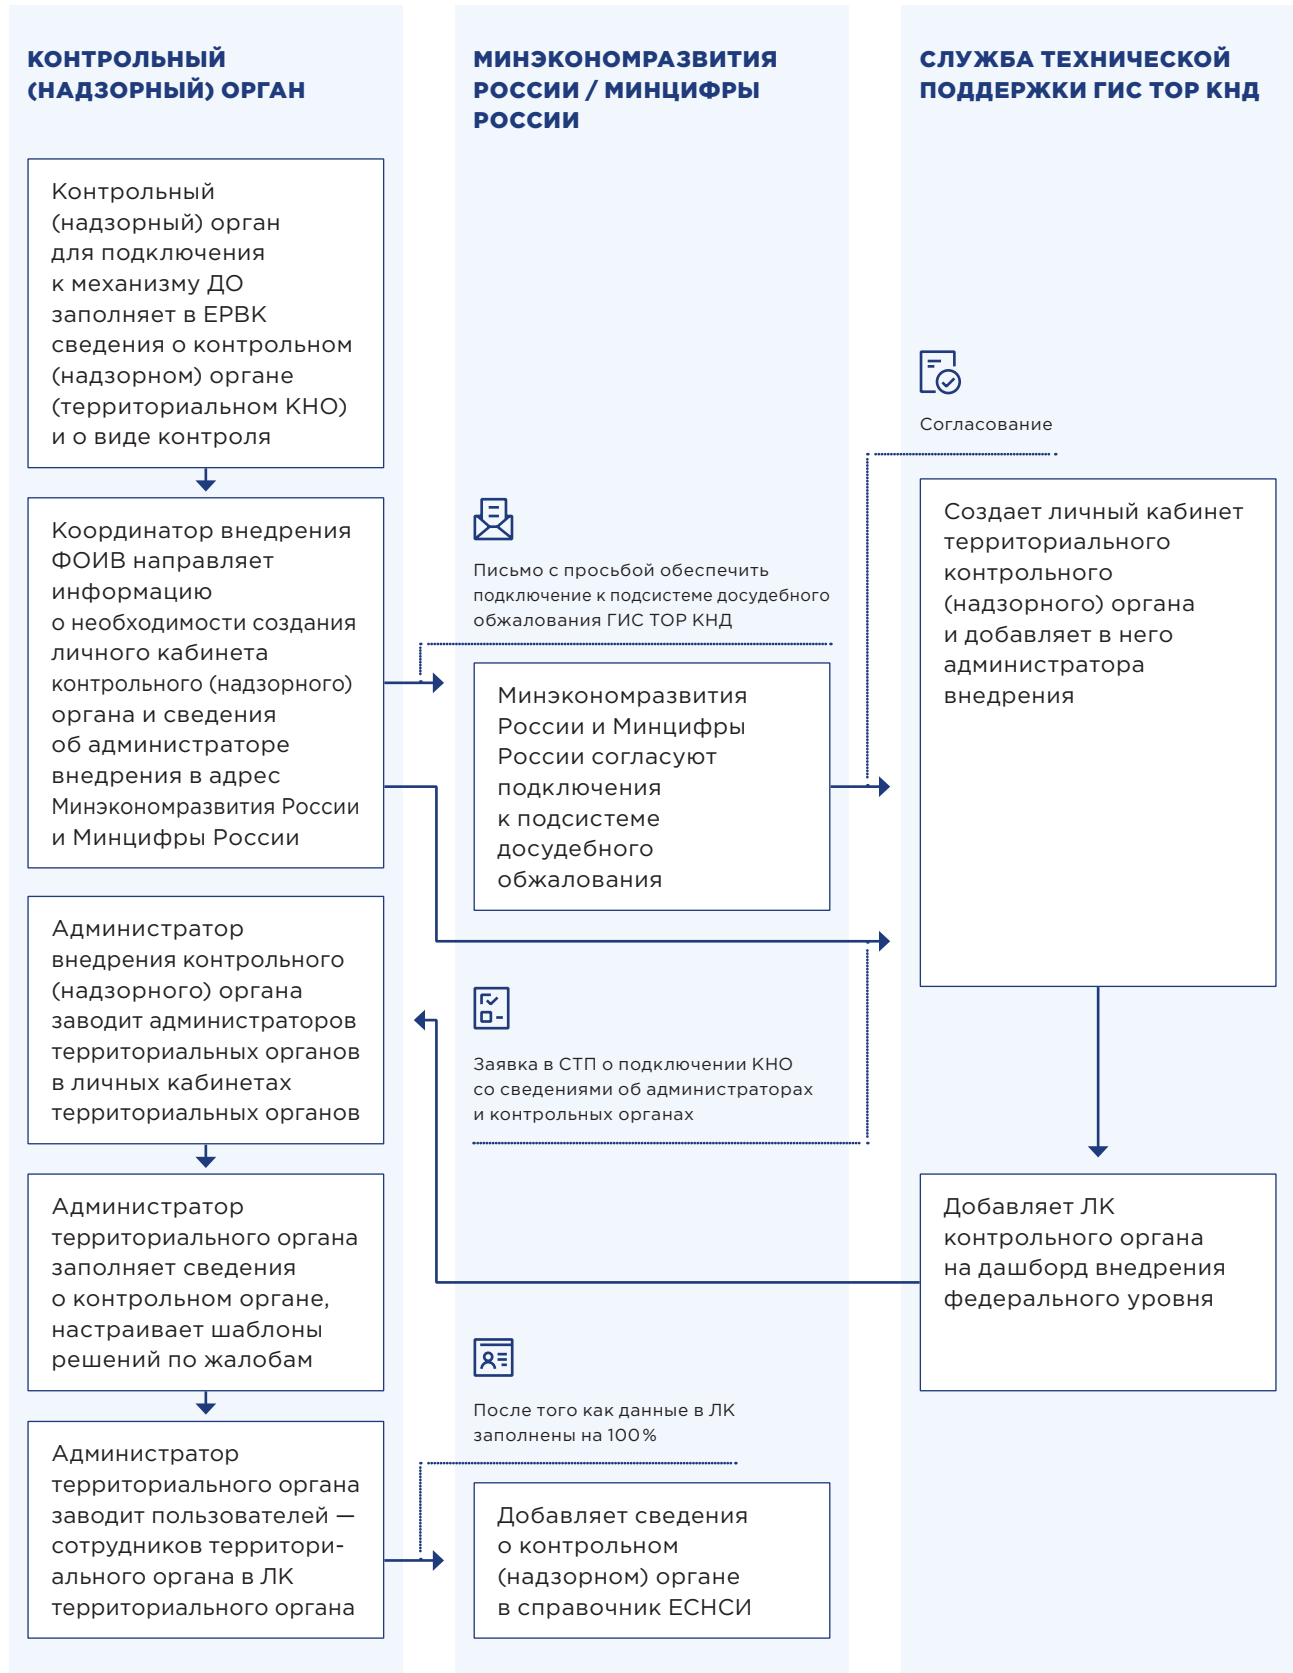 КОНТРОЛЬНЫЙ
(НАДЗОРНЫЙ) ОРГАН
Контрольный
(надзорный) орган
для подключения
к механизму ДО
заполняет в ЕРВК
сведения о контрольном
(надзорном) органе
(территориальном КНО)
и о виде контроля
Координатор внедрения
ФОИВ направляет
информацию
о необходимости создания
личного кабинета
контрольного (надзорного)
органа и сведения
об администраторе
внедрения в адрес
Минэкономразвития России
и Минцифры России
Администратор
внедрения контрольного
(надзорного) органа
заводит администраторов
территориальных органов
в личных кабинетах
территориальных органов
Администратор
территориального органа
заполняет сведения
о контрольном органе,
настраивает шаблоны
решений по жалобам
Администратор
территориального органа
заводит пользователей —
сотрудников территори-
ального органа в ЛК
территориального органа
МИНЭКОНОМРАЗВИТИЯ
РОССИИ / МИНЦИФРЫ
РОССИИ
Письмо с просьбой обеспечить
подключение к подсистеме досудебного
обжалования ГИС ТОР КНД
Минэкономразвития
России и Минцифры
России согласуют
подключения
к подсистеме
досудебного
обжалования
Заявка в СТП о подключении КНО
со сведениями об администраторах
и контрольных органах
После того как данные в ЛК
заполнены на 100 %
Добавляет сведения
о контрольном
(надзорном) органе
в справочник ЕСНСИ
СЛУЖБА ТЕХНИЧЕСКОЙ
ПОДДЕРЖКИ ГИС ТОР КНД
Согласование
Создает личный кабинет
территориального
контрольного
(надзорного) органа
и добавляет в него
администратора
внедрения
Добавляет ЛК
контрольного органа
на дашборд внедрения
федерального уровня